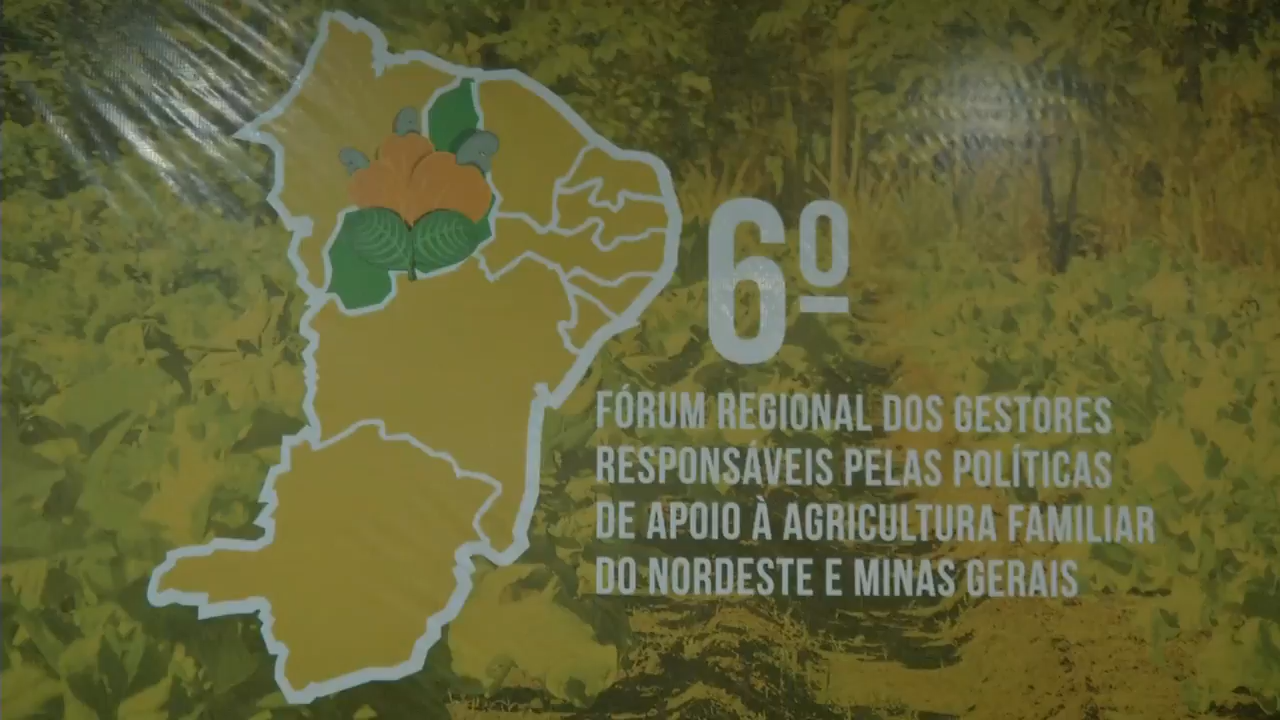 6º
FÓRUM REGIONAL DOS GESTORES
RESPONSÁVEIS PELAS POLÍTICAS
DE APOIO À AGRICULTURA FAMILIAR
DO NORDESTE E MINAS GERAIS